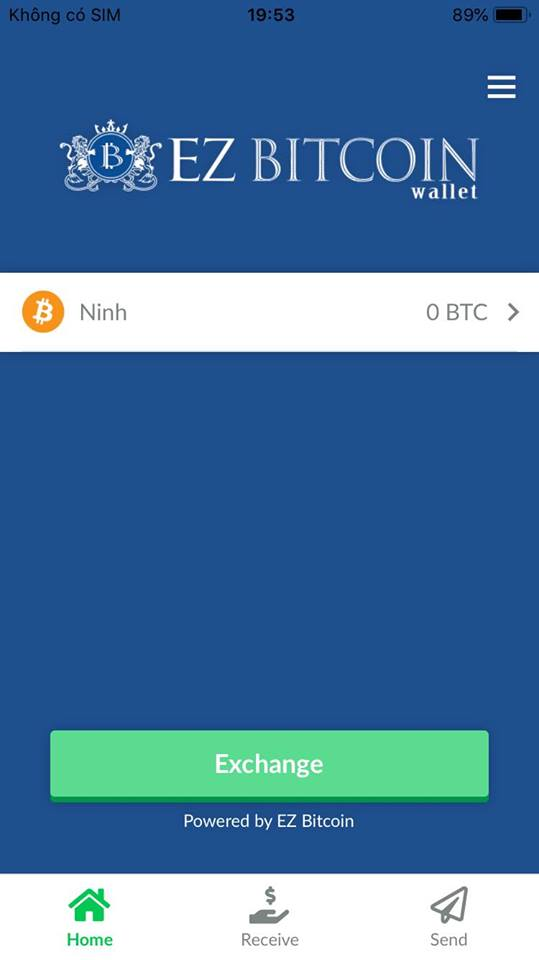 Không có SIM 19:53 89%
EZ BITCOIN
wallet
Ninh 0 BTC
Exchange
Powered by EZ Bitcoin
Home Receive Send